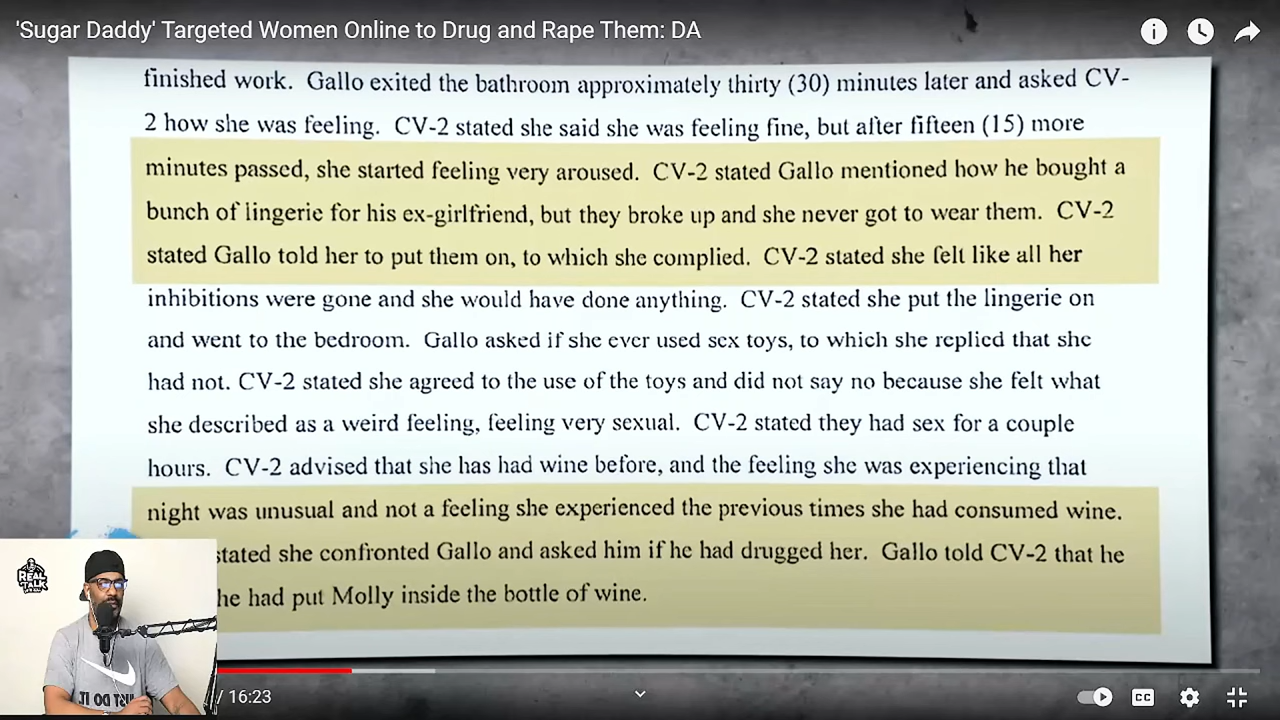 'Sugar Daddy' Targeted Women Online to Drug and Rape Them: DA
finished work. Gallo exited the bathroom approximately thirty (30) minutes later and asked CV-
2 how she was feeling. CV-2 stated she said she was feeling fine, but after fifteen (15) more
minutes passed, she started feeling very aroused. CV-2 stated Gallo mentioned how he bought a
bunch of lingerie for his ex-girlfriend, but they broke up and she never got to wear them. CV-2
stated Gallo told her to put them on, to which she complied. CV-2 stated she felt like all her
inhibitions were gone and she would have done anything. CV-2 stated she put the lingerie on
and went to the bedroom. Gallo asked if she ever used sex toys, to which she replied that she
had not. CV-2 stated she agreed to the use of the toys and did not say no because she felt what
she described as a weird feeling, feeling very sexual. CV-2 stated they had sex for a couple
hours. CV-2 advised that she has had wine before, and the feeling she was experiencing that
night was unusual and not a feeling she experienced the previous times she had consumed wine.
stated she confronted Gallo and asked him if he had drugged her. Gallo told CV-2 that he
he had put Molly inside the bottle of wine.
REAL
TALK
/ 16:23
CC